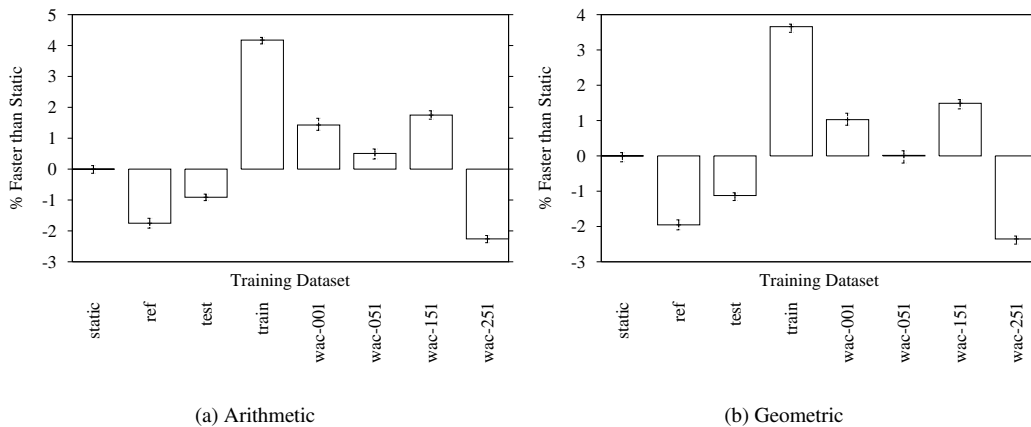 % Faster than Static
5
4
3
2
1
0
-1
-2
-3
Training Dataset
static
ref
test
train
wac-001
wac-051
wac-151
wac-251
(a) Arithmetic
% Faster than Static
4
3
2
1
0
-1
-2
-3
Training Dataset
static
ref
test
train
wac-001
wac-051
wac-151
wac-251
(b) Geometric